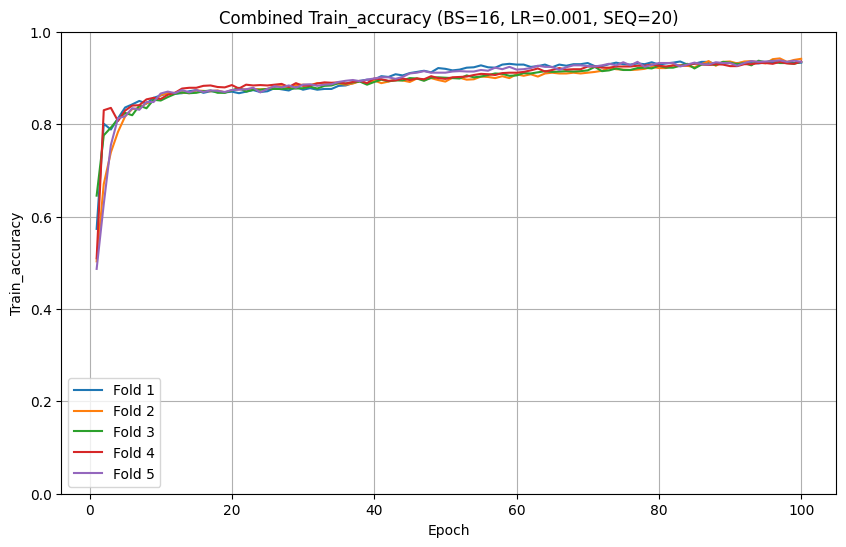 Combined Train_accuracy (BS=16, LR=0.001, SEQ=20)
Train_accuracy
1.0
0.8
0.6
0.4
0.2
0.0
Fold 1
Fold 2
Fold 3
Fold 4
Fold 5
0 20 40 60 80 100
Epoch